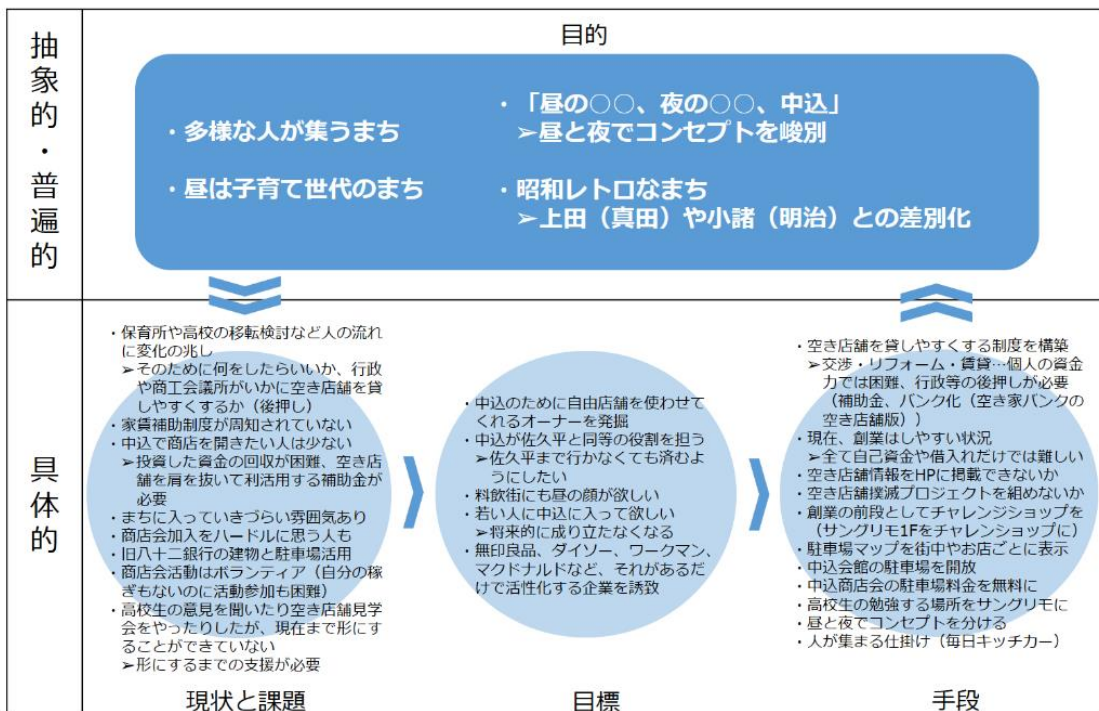 抽象的・普遍的
目的
・多様な人が集うまち
・昼は子育て世代のまち
・「昼の○○、夜の○○、中込」
➢昼と夜でコンセプトを峻別
・昭和レトロなまち
➢上田（真田）や小諸（明治）との差別化
具体的
・保育所や高校の移転検討など人の流れ
に変化の兆し
➢そのために何をしたらいいか、行政
や商工会議所がいかに空き店舗を貸
しやすくするか（後押し）
・家賃補助制度が周知されていない
・中込で商店を開きたい人は少ない
➢投資した資金の回収が困難、空き店
舗を肩を抜いて利活用する補助金が
必要
・まちに入っていきづらい雰囲気あり
・商店会加入をハードルに思う人も
・旧八十二銀行の建物と駐車場活用
・商店会活動はボランティア（自分の稼
ぎもないのに活動参加も困難）
・高校生の意見を聞いたり空き店舗見学
会をやったりしたが、現在まで形にす
ることができていない
➢形にするまでの支援が必要
現状と課題
・中込のために自由店舗を使わせて
くれるオーナーを発掘
・中込が佐久平と同等の役割を担う
➢佐久平まで行かなくても済むよ
うにしたい
・料飲街にも昼の顔が欲しい
・若い人に中込に入って欲しい
➢将来的に成り立たなくなる
・無印良品、ダイソー、ワークマン、
マクドナルドなど、それがあるだ
けで活性化する企業を誘致
目標
・空き店舗を貸しやすくする制度を構築
➢交渉・リフォーム・賃貸…個人の資金
力では困難、行政等の後押しが必要
（補助金、バンク化（空き家バンクの
空き店舗版））
・現在、創業はしやすい状況
➢全て自己資金や借入れだけでは難しい
・空き店舗情報をHPに掲載できないか
・空き店舗撲滅プロジェクトを組めないか
・創業の前段としてチャレンジショップを
（サングリモ1Fをチャレンショップに）
・駐車場マップを街中やお店ごとに表示
・中込会館の駐車場を開放
・中込商店会の駐車場料金を無料に
・高校生の勉強する場所をサングリモに
・昼と夜でコンセプトを分ける
・人が集まる仕掛け（毎日キッチカー）
手段